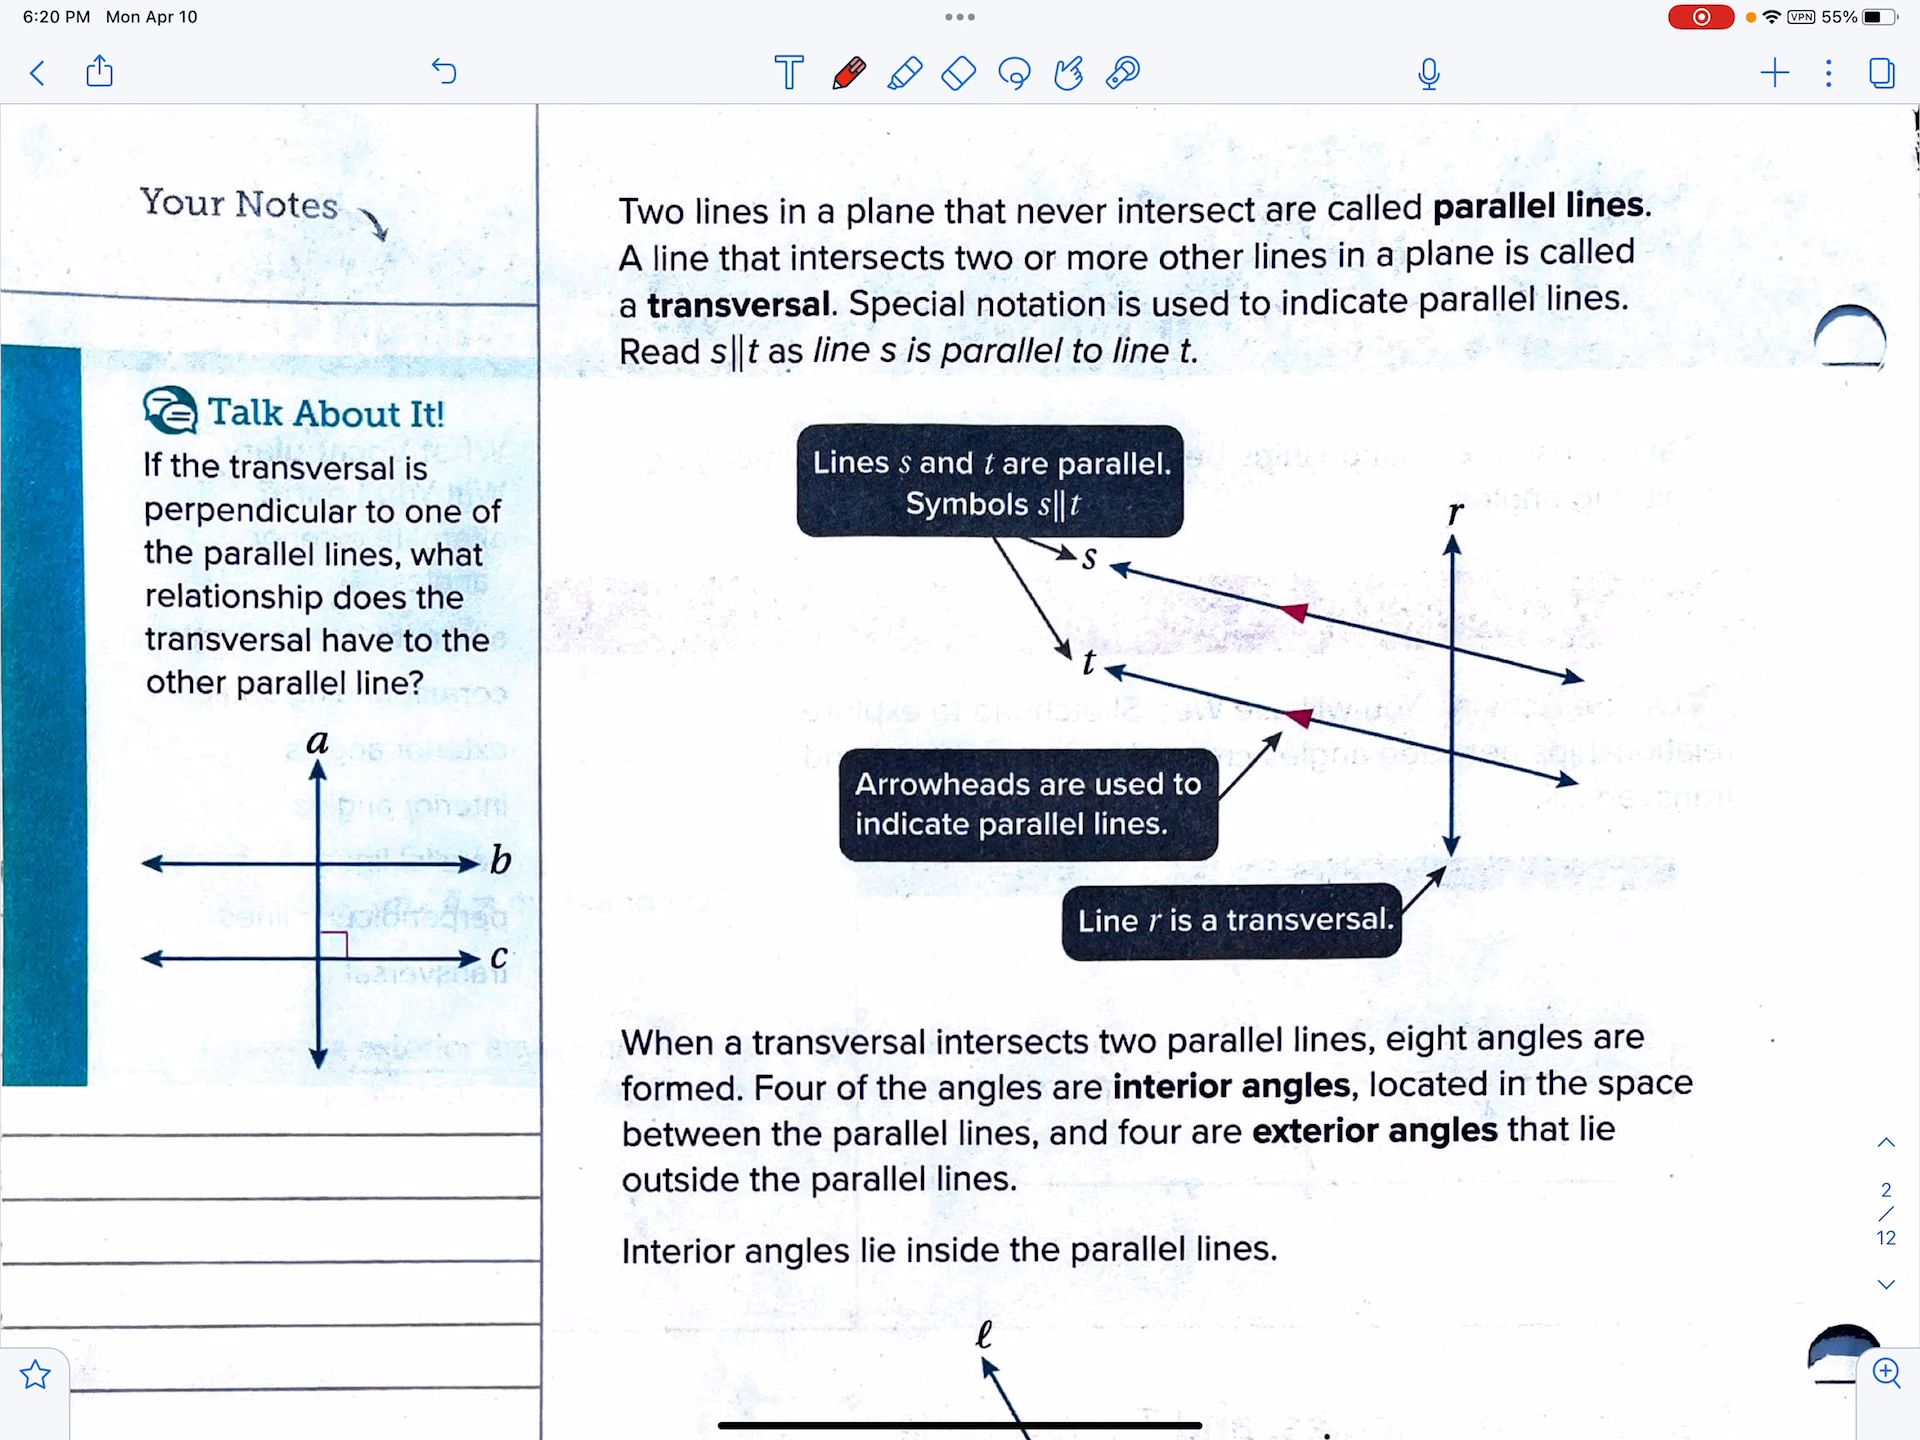 6:20 PM Mon Apr 10
VPN 55%
Your Notes
Two lines in a plane that never intersect are called parallel lines.
A line that intersects two or more other lines in a plane is called
a transversal. Special notation is used to indicate parallel lines.
Read s||t as line s is parallel to line t.
Talk About It!
If the transversal is
perpendicular to one of
the parallel lines, what
relationship does the
transversal have to the
other parallel line?
a
b
c
Lines s and t are parallel.
Symbols s||t
r
s
t
Arrowheads are used to
indicate parallel lines.
Line r is a transversal.
When a transversal intersects two parallel lines, eight angles are
formed. Four of the angles are interior angles, located in the space
between the parallel lines, and four are exterior angles that lie
outside the parallel lines.
Interior angles lie inside the parallel lines.
ℓ
2
/
12